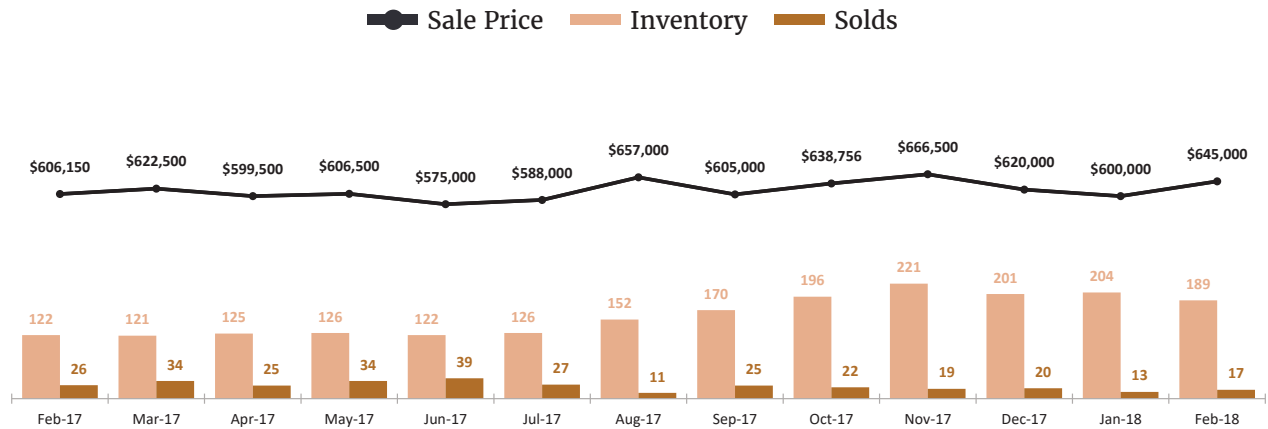 Sale Price Inventory Solds
$606,150 $622,500 $599,500 $606,500 $575,000 $588,000 $657,000 $605,000 $638,756 $666,500 $620,000 $600,000 $645,000
122 121 125 126 122 126 152 170 196 221 201 204 189
26 34 25 34 39 27 11 25 22 19 20 13 17
Feb-17 Mar-17 Apr-17 May-17 Jun-17 Jul-17 Aug-17 Sep-17 Oct-17 Nov-17 Dec-17 Jan-18 Feb-18